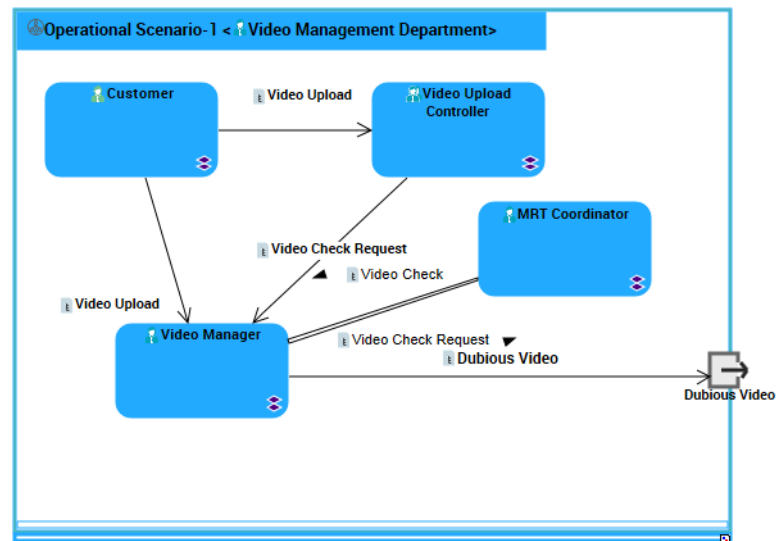 Operational Scenario-1 < Video Management Department>
Customer
Video Upload
Video Upload
Controller
MRT Coordinator
Video Check Request
Video Check
Video Upload
Video Manager
Video Check Request
Dubious Video
Dubious Video